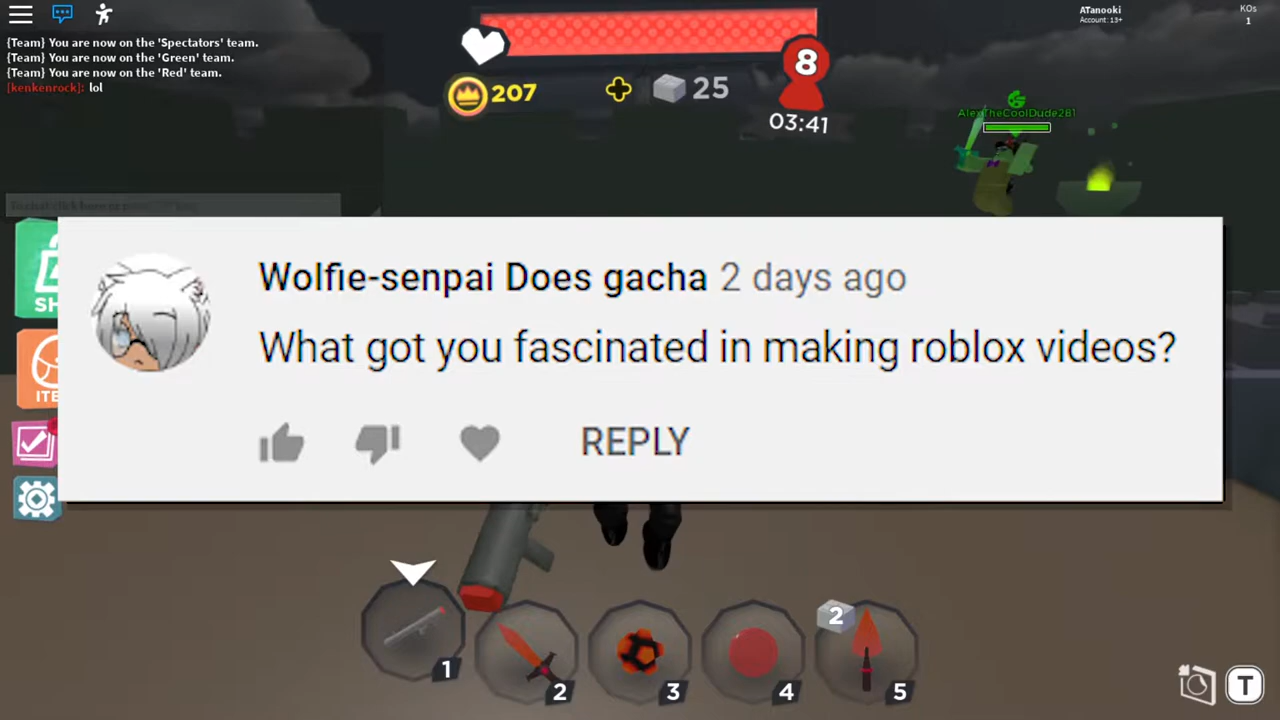 ATanooki
Account: 13+
KOs
1
{Team} You are now on the 'Spectators' team.
{Team} You are now on the 'Green' team.
{Team} You are now on the 'Red' team.
[kenkenrock]: lol
207
25
8
03:41
AlexTheCoolDude281
SH
ITE
Wolfie-senpai Does gacha 2 days ago
What got you fascinated in making roblox videos?
REPLY
1
2
3
4
2
5
T